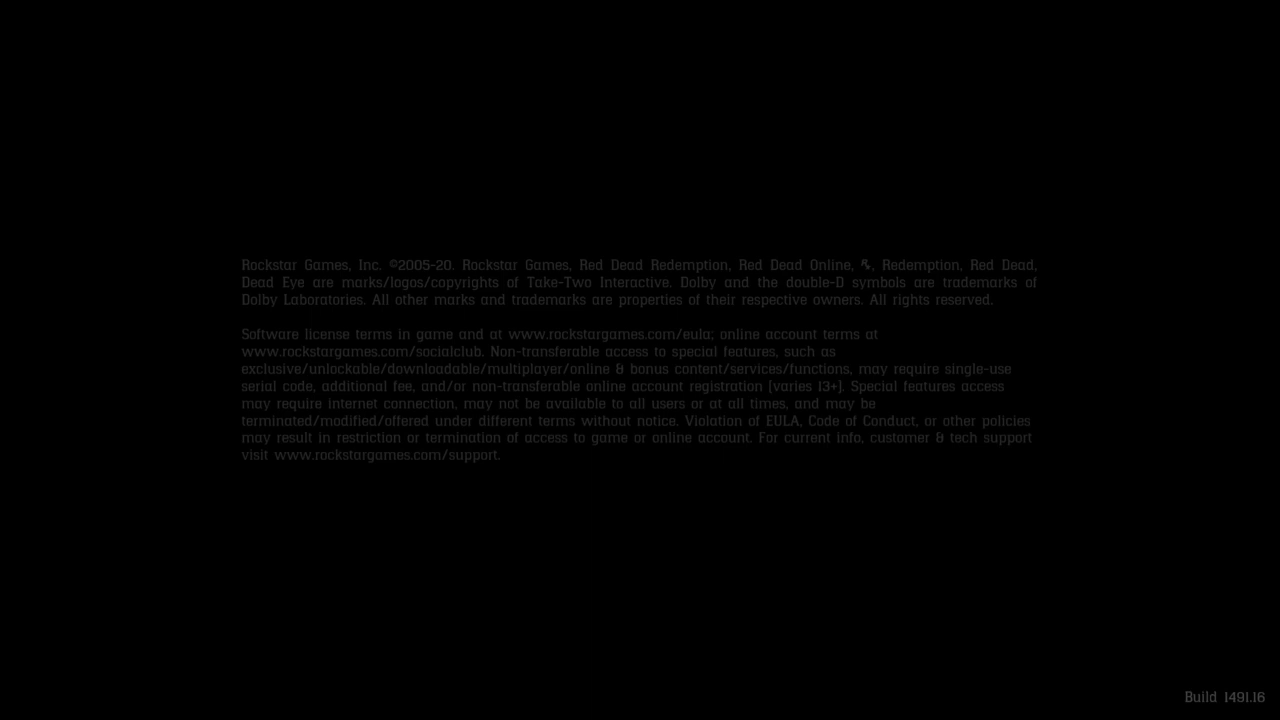 Rockstar Games, Inc. ©2005-20. Rockstar Games, Red Dead Redemption, Red Dead Online, R*, Redemption, Red Dead,
Dead Eye are marks/logos/copyrights of Take-Two Interactive. Dolby and the double-D symbols are trademarks of
Dolby Laboratories. All other marks and trademarks are properties of their respective owners. All rights reserved.
Software license terms in game and at www.rockstargames.com/eula; online account terms at
www.rockstargames.com/socialclub. Non-transferable access to special features, such as
exclusive/unlockable/downloadable/multiplayer/online & bonus content/services/functions, may require single-use
serial code, additional fee, and/or non-transferable online account registration (varies 13+). Special features access
may require internet connection, may not be available to all users or at all times, and may be
terminated/modified/offered under different terms without notice. Violation of EULA, Code of Conduct, or other policies
may result in restriction or termination of access to game or online account. For current info, customer & tech support
visit www.rockstargames.com/support.
Build 1491.16